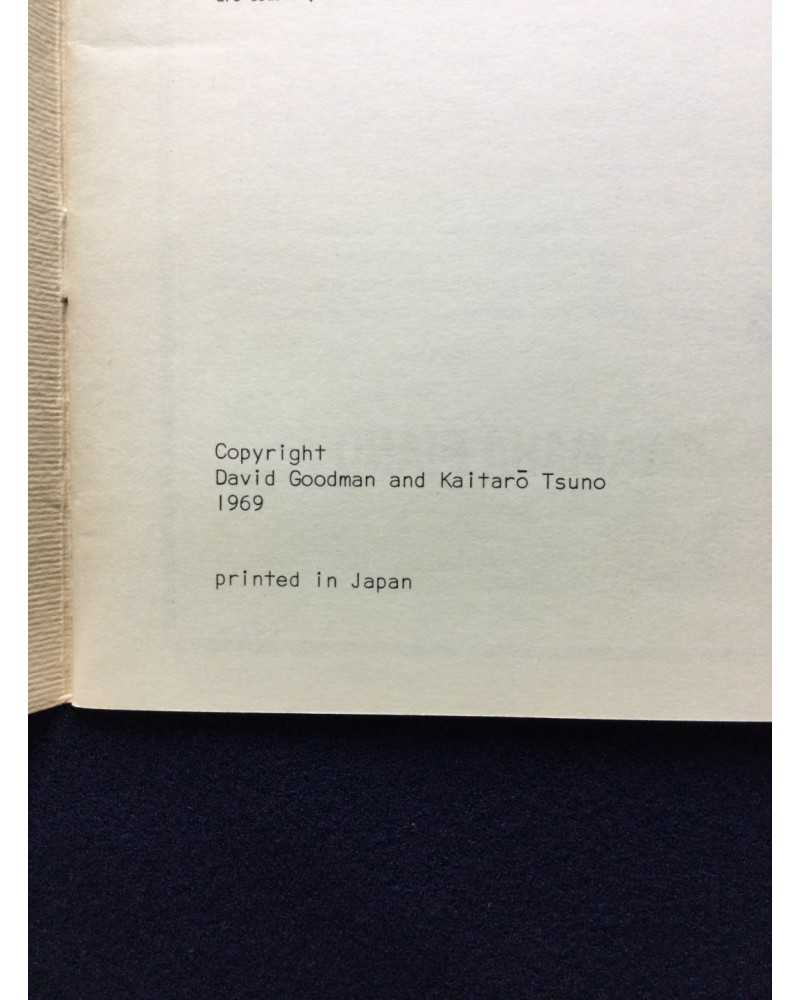 Copyright
David Goodman and Kaitarō Tsuno
1969
printed in Japan